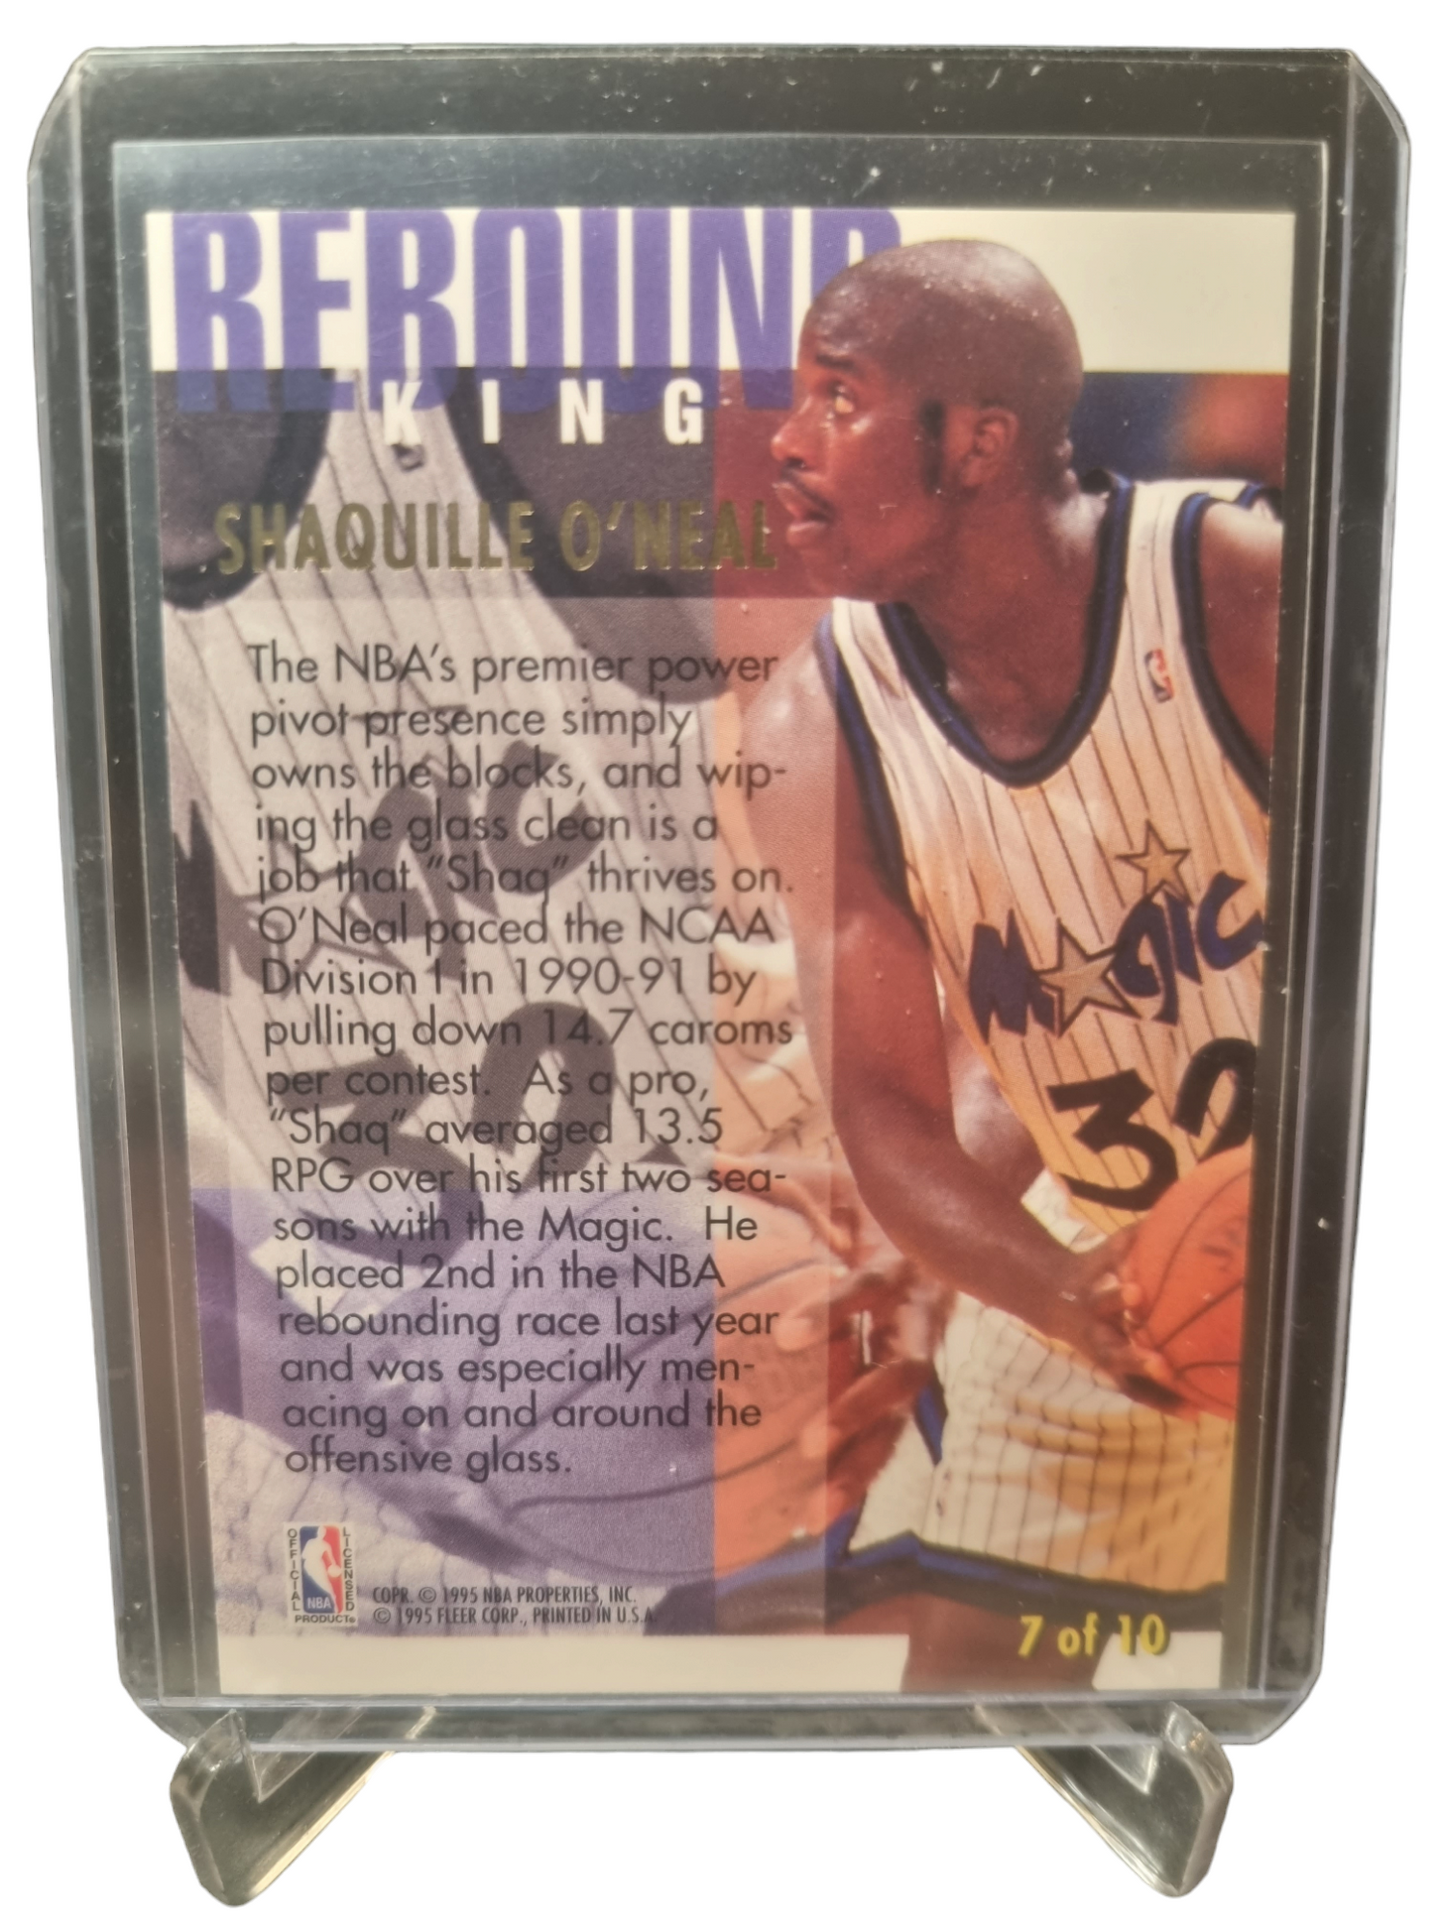 REBOUND
KING
SHAQUILLE O'NEAL
The NBA's premier power
pivot presence simply
owns the blocks, and wip-
ing the glass clean is a
job that "Shaq" thrives on.
O'Neal paced the NCAA
Division I in 1990-91 by
pulling down 14.7 caroms
per contest. As a pro,
"Shaq" averaged 13.5
RPG over his first two sea-
sons with the Magic. He
placed 2nd in the NBA
rebounding race last year
and was especially men-
acing on and around the
offensive glass.
Magic
32
Magic
32
OFFICIAL LICENSED
NBA
PRODUCT®
COPR. © 1995 NBA PROPERTIES, INC.
© 1995 FLEER CORP., PRINTED IN U.S.A.
7 of 10